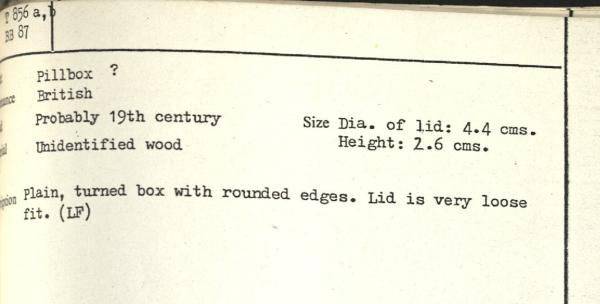 T 856 a,b
BB 87
Pillbox ?
British
Probably 19th century
Size Dia. of lid: 4.4 cms.
Unidentified wood
Height: 2.6 cms.
Plain, turned box with rounded edges. Lid is very loose
fit. (LF)